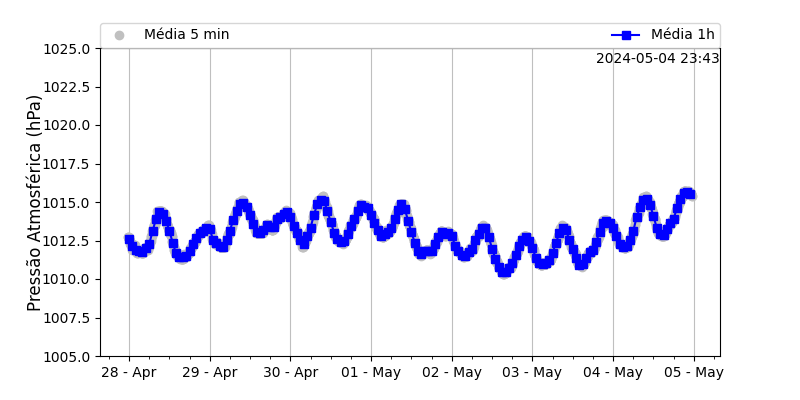 Média 5 min
Média 1h
2024-05-04 23:43
Pressão Atmosférica (hPa)
1025.0
1022.5
1020.0
1017.5
1015.0
1012.5
1010.0
1007.5
1005.0
28 - Apr
29 - Apr
30 - Apr
01 - May
02 - May
03 - May
04 - May
05 - May